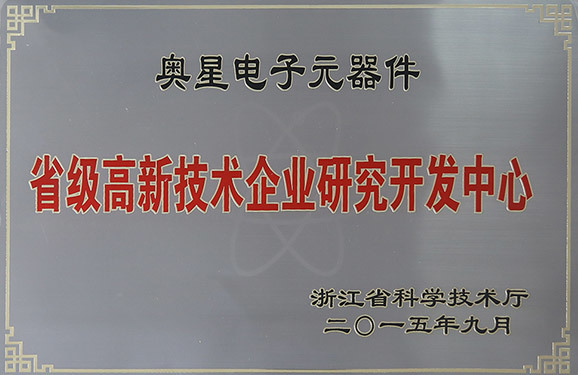 奥星电子元器件
省级高新技术企业研究开发中心
浙江省科学技术厅
二〇一五年九月